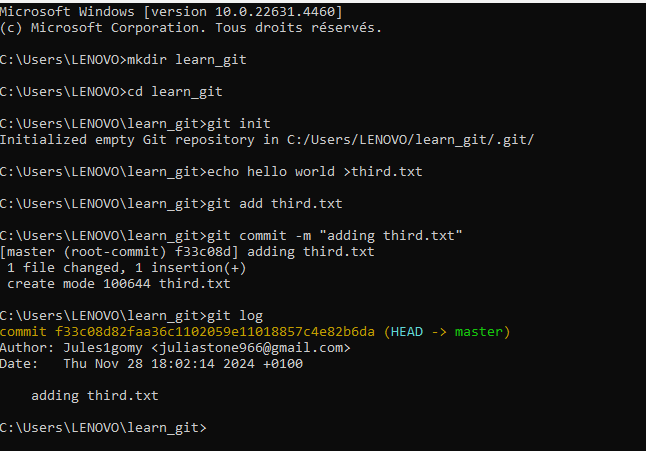 Microsoft Windows [version 10.0.22631.4460]
(c) Microsoft Corporation. Tous droits réservés.
C:\Users\LENOVO>mkdir learn_git
C:\Users\LENOVO>cd learn_git
C:\Users\LENOVO\learn_git>git init
Initialized empty Git repository in C:/Users/LENOVO/learn_git/.git/
C:\Users\LENOVO\learn_git>echo hello world >third.txt
C:\Users\LENOVO\learn_git>git add third.txt
C:\Users\LENOVO\learn_git>git commit -m "adding third.txt"
[master (root-commit) f33c08d] adding third.txt
 1 file changed, 1 insertion(+)
 create mode 100644 third.txt
C:\Users\LENOVO\learn_git>git log
commit f33c08d82faa36c1102059e11018857c4e82b6da (HEAD -> master)
Author: Jules1gomy <juliastone966@gmail.com>
Date:   Thu Nov 28 18:02:14 2024 +0100
    adding third.txt
C:\Users\LENOVO\learn_git>